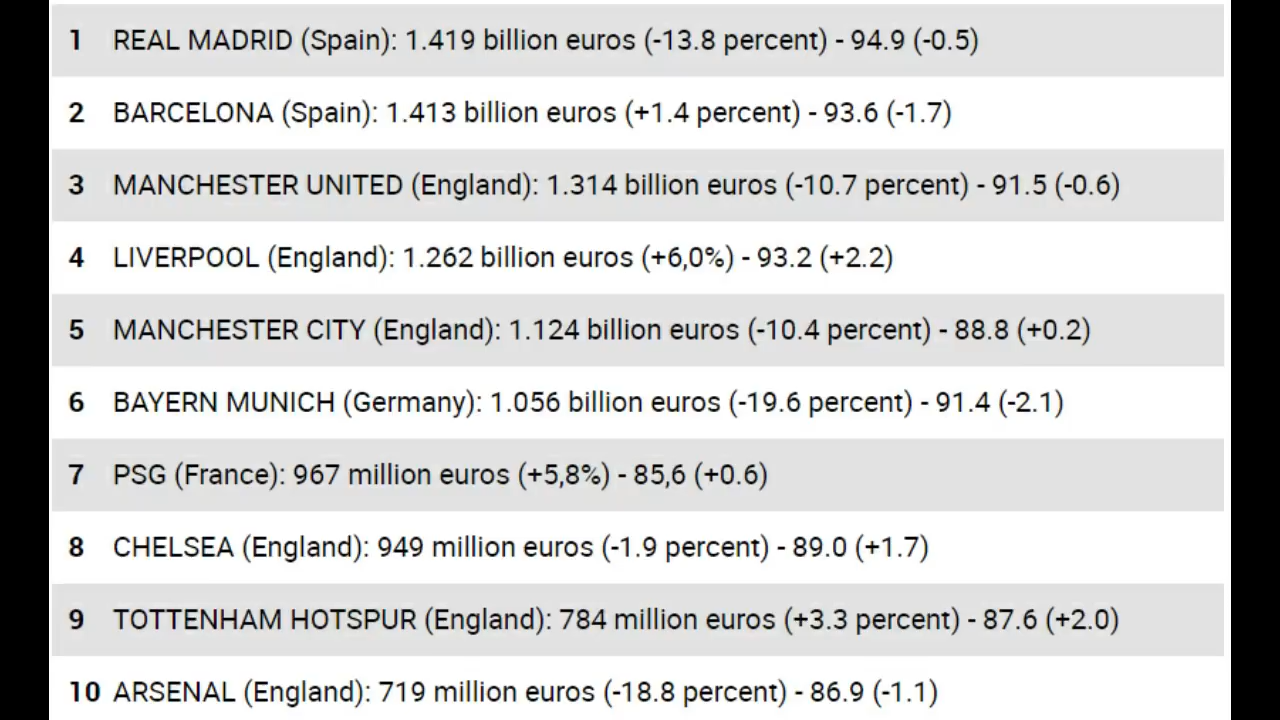 1 REAL MADRID (Spain): 1.419 billion euros (-13.8 percent) - 94.9 (-0.5)
2 BARCELONA (Spain): 1.413 billion euros (+1.4 percent) - 93.6 (-1.7)
3 MANCHESTER UNITED (England): 1.314 billion euros (-10.7 percent) - 91.5 (-0.6)
4 LIVERPOOL (England): 1.262 billion euros (+6,0%) - 93.2 (+2.2)
5 MANCHESTER CITY (England): 1.124 billion euros (-10.4 percent) - 88.8 (+0.2)
6 BAYERN MUNICH (Germany): 1.056 billion euros (-19.6 percent) - 91.4 (-2.1)
7 PSG (France): 967 million euros (+5,8%) - 85,6 (+0.6)
8 CHELSEA (England): 949 million euros (-1.9 percent) - 89.0 (+1.7)
9 TOTTENHAM HOTSPUR (England): 784 million euros (+3.3 percent) - 87.6 (+2.0)
10 ARSENAL (England): 719 million euros (-18.8 percent) - 86.9 (-1.1)